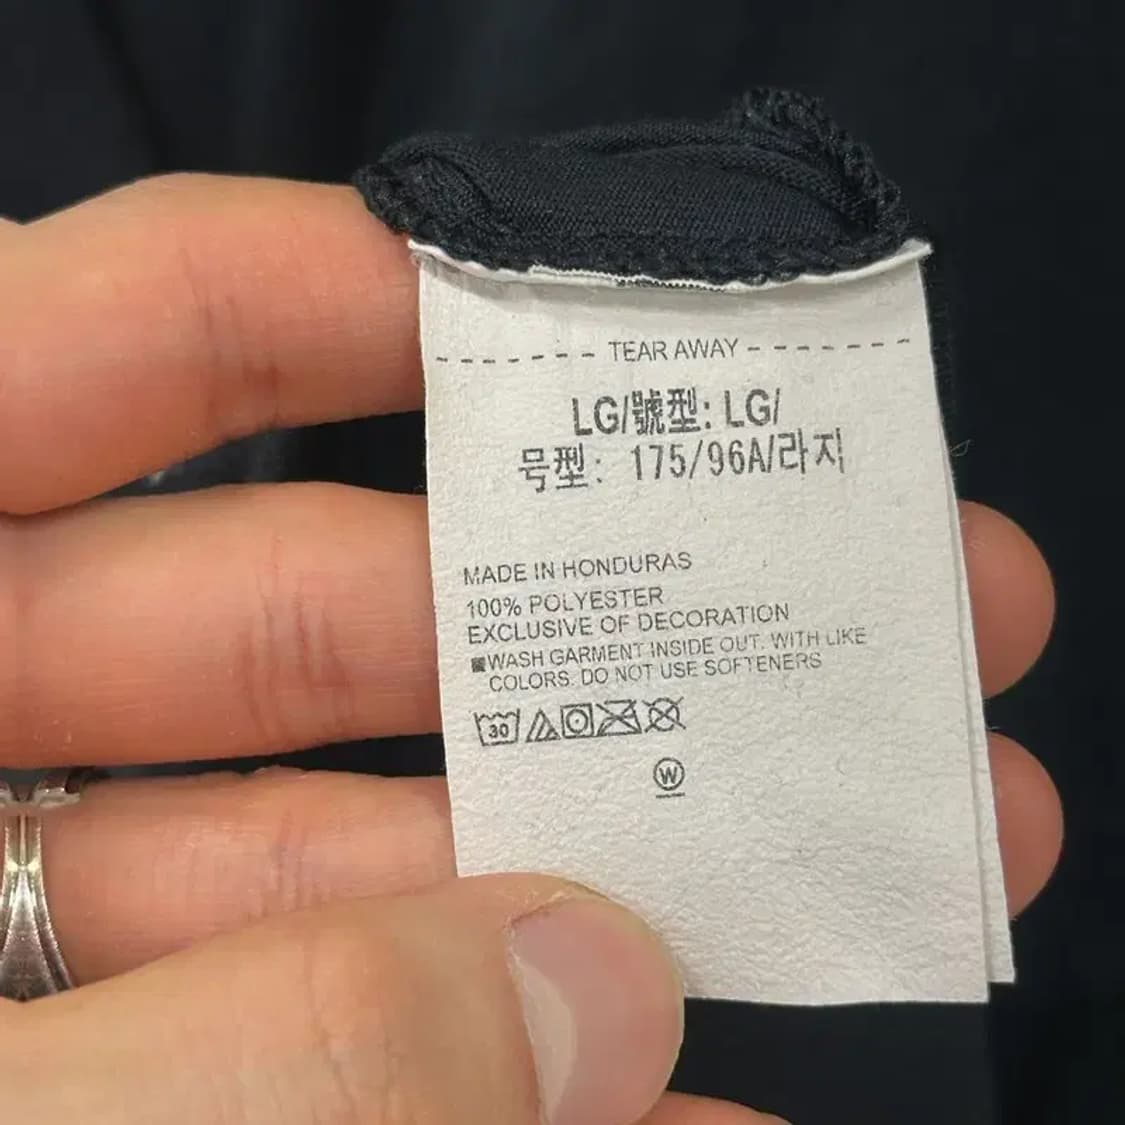 TEAR AWAY
LG/號型: LG/
号型: 175/96A/라지
MADE IN HONDURAS
100% POLYESTER
EXCLUSIVE OF DECORATION
■WASH GARMENT INSIDE OUT. WITH LIKE
COLORS. DO NOT USE SOFTENERS
30
W